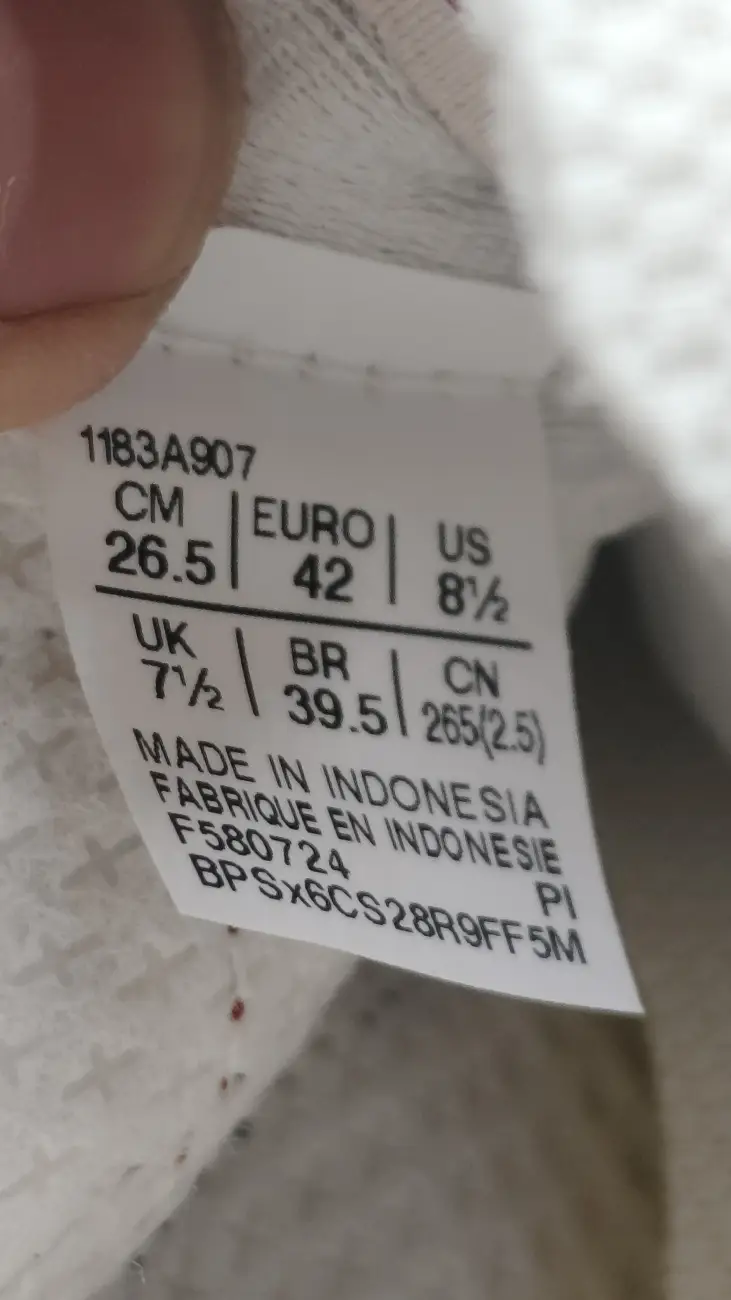 1183A907
CM | EURO | US
26.5 | 42 | 8½
UK | BR | CN
7½ | 39.5 | 265(2.5)
MADE IN INDONESIA
FABRIQUE EN INDONESIE
F580724 PI
BPSx6CS28R9FF5M